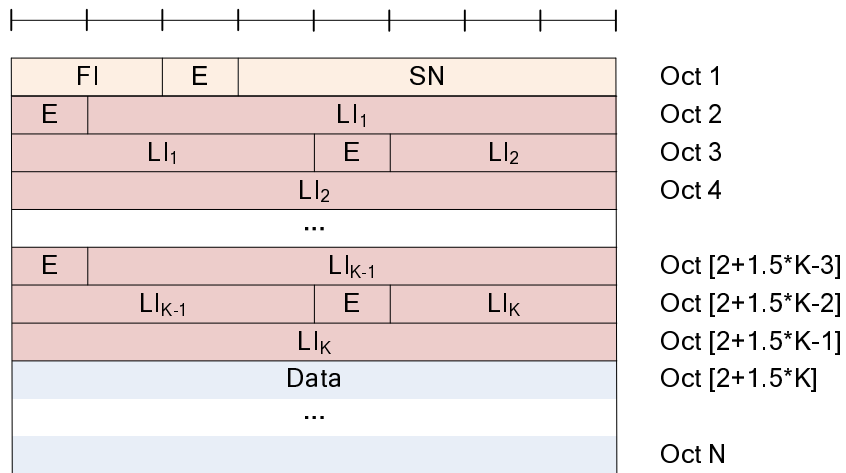 FI E SN Oct 1
E LI1 Oct 2
LI1 E LI2 Oct 3
LI2 Oct 4
...
E LIK-1 Oct [2+1.5*K-3]
LIK-1 E LIK Oct [2+1.5*K-2]
LIK Oct [2+1.5*K-1]
Data Oct [2+1.5*K]
...
Oct N